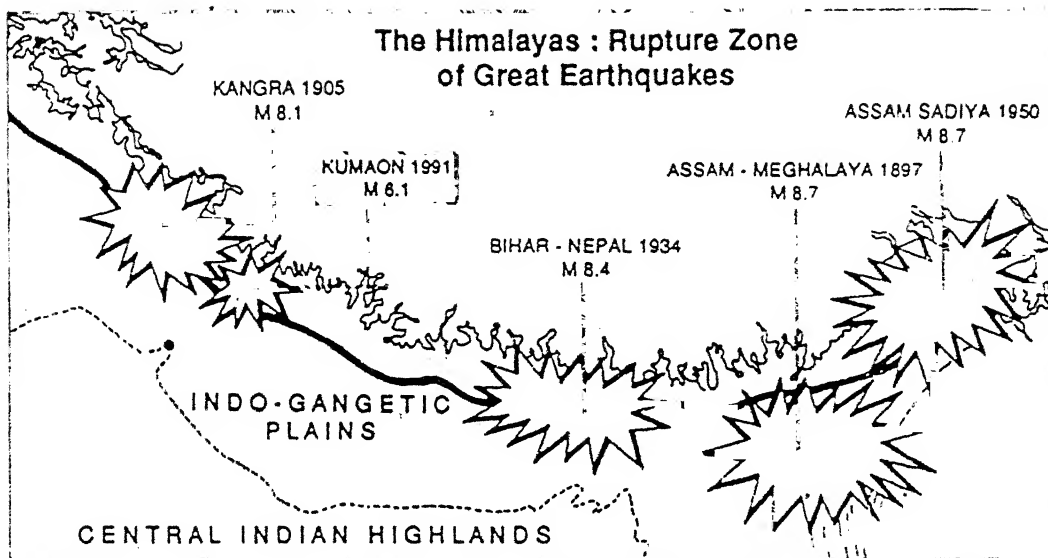 The Himalayas : Rupture Zone
of Great Earthquakes
KANGRA 1905
M 8.1
KUMAON 1991
M 6.1
ASSAM SADIYA 1950
M 8.7
ASSAM - MEGHALAYA 1897
M 8.7
BIHAR - NEPAL 1934
M 8.4
INDO-GANGETIC
PLAINS
CENTRAL INDIAN HIGHLANDS